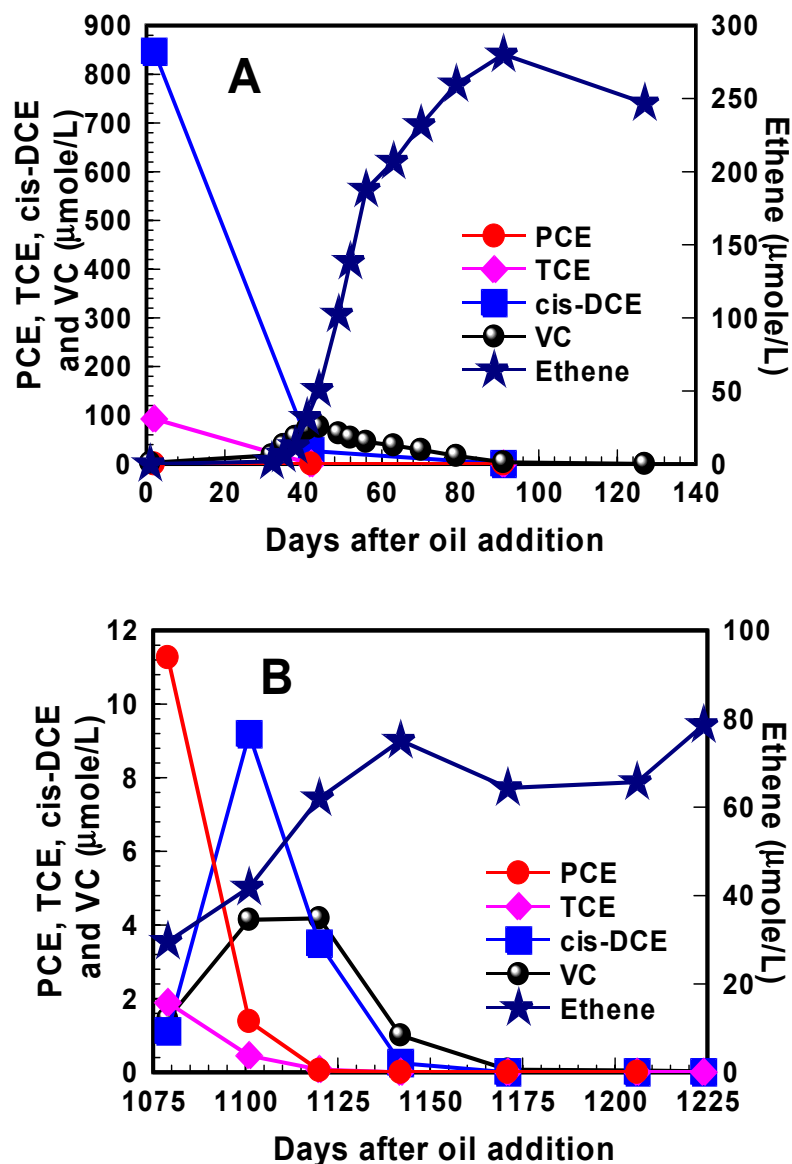 A
900
800
700
600
500
400
300
200
100
0
PCE, TCE, cis-DCE
and VC (μmole/L)
300
250
200
150
100
50
0
Ethene (μmole/L)
PCE
TCE
cis-DCE
VC
Ethene
0 20 40 60 80 100 120 140
Days after oil addition
B
12
10
8
6
4
2
0
PCE, TCE, cis-DCE
and VC (μmole/L)
100
80
60
40
20
0
Ethene (μmole/L)
PCE
TCE
cis-DCE
VC
Ethene
1075 1100 1125 1150 1175 1200 1225
Days after oil addition